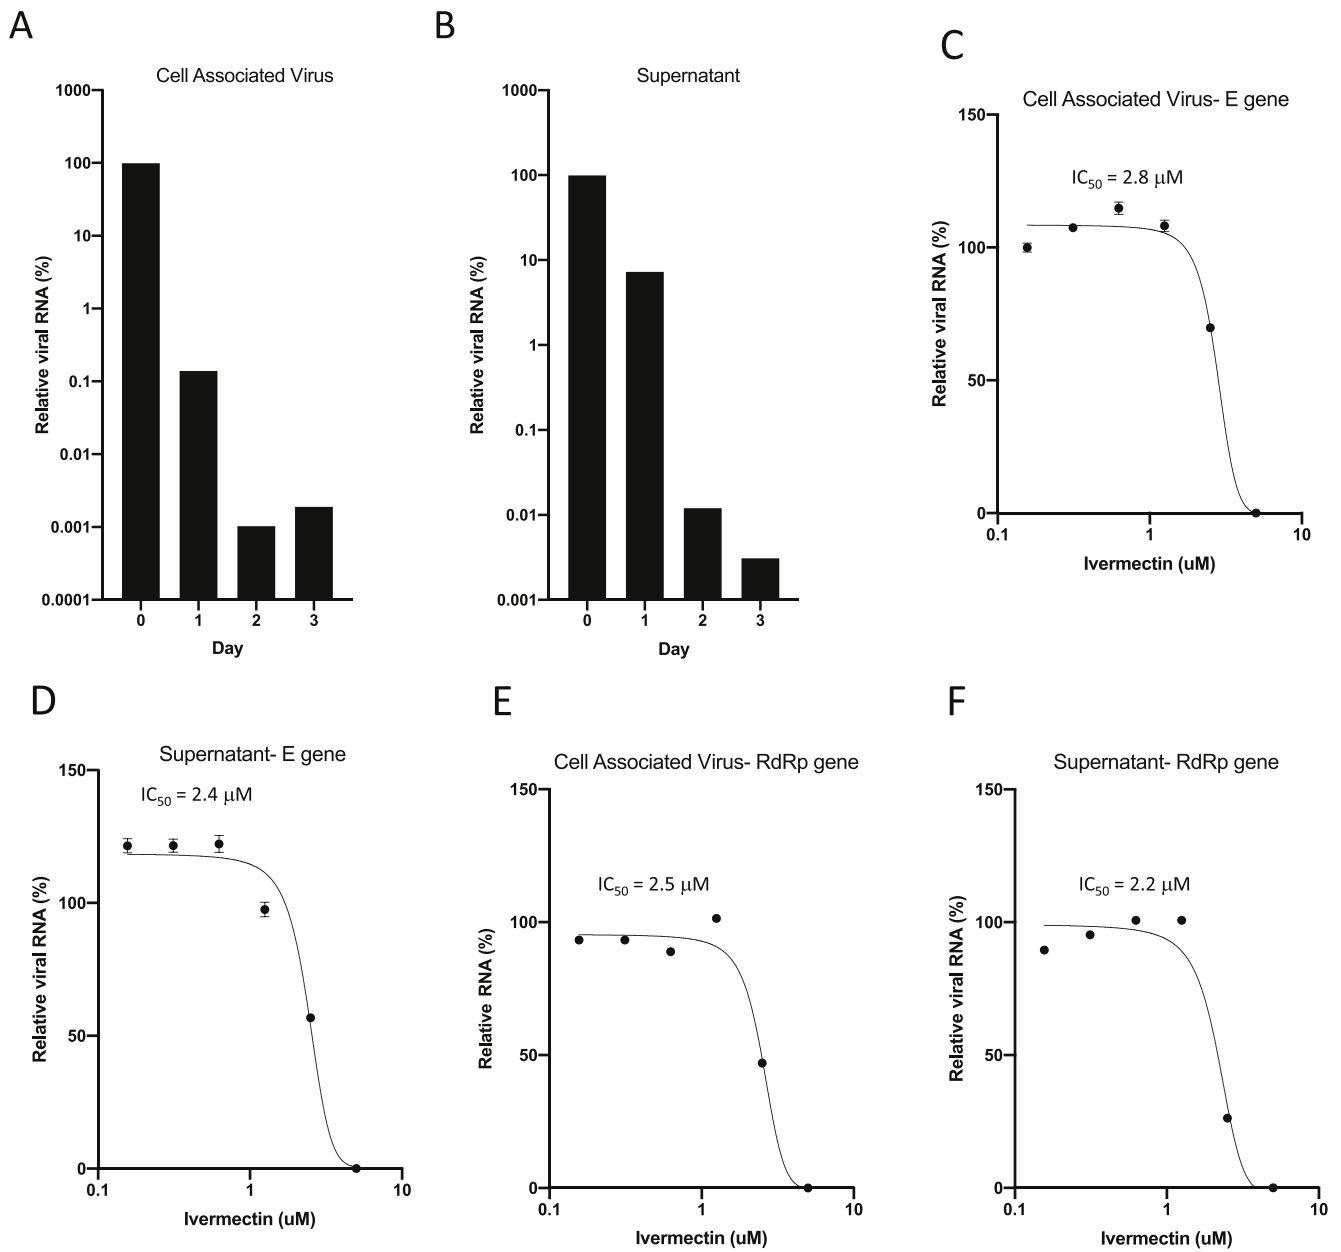 A
Cell Associated Virus
Relative viral RNA (%)
1000
100
10
1
0.1
0.01
0.001
0.0001
0 1 2 3
Day
B
Supernatant
Relative viral RNA (%)
1000
100
10
1
0.1
0.01
0.001
0 1 2 3
Day
C
Cell Associated Virus- E gene
IC50 = 2.8 μM
Relative viral RNA (%)
150
100
50
0
0.1 1 10
Ivermectin (uM)
D
Supernatant- E gene
IC50 = 2.4 μM
Relative viral RNA (%)
150
100
50
0
0.1 1 10
Ivermectin (uM)
E
Cell Associated Virus- RdRp gene
IC50 = 2.5 μM
Relative RNA (%)
150
100
50
0
0.1 1 10
Ivermectin (uM)
F
Supernatant- RdRp gene
IC50 = 2.2 μM
Relative viral RNA (%)
150
100
50
0
0.1 1 10
Ivermectin (uM)